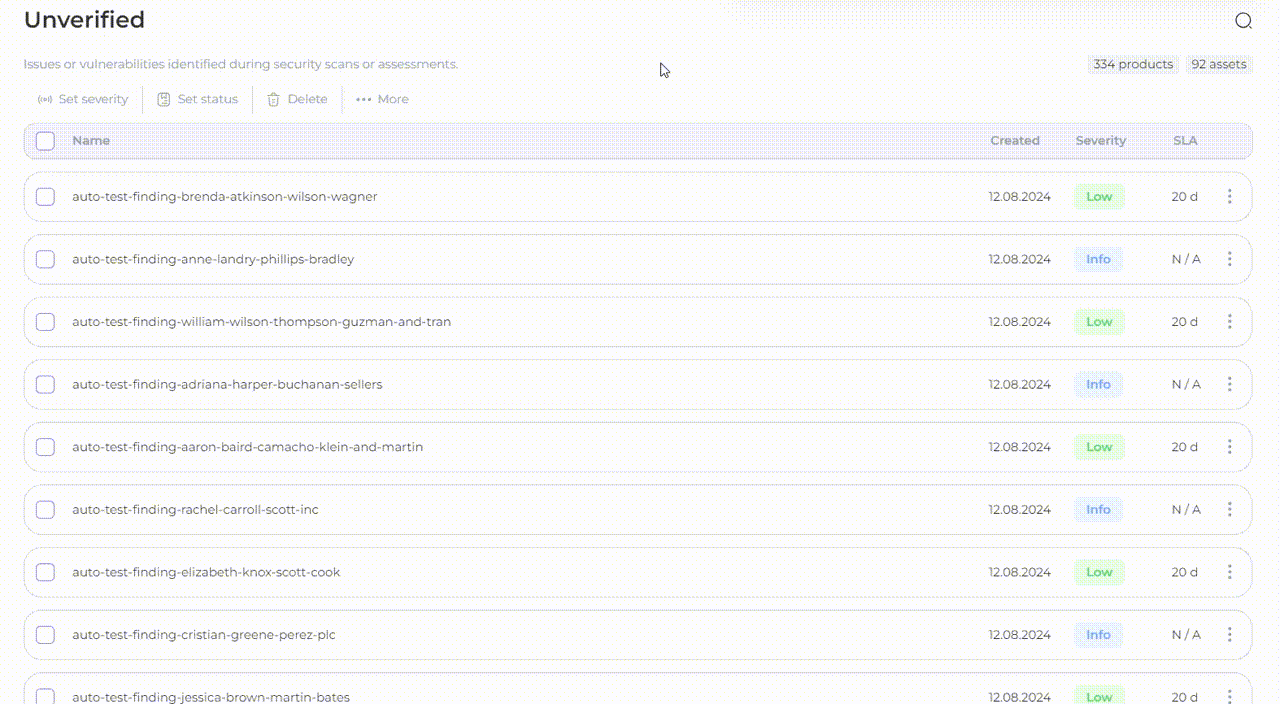 Unverified
Issues or vulnerabilities identified during security scans or assessments. 334 products 92 assets
Set severity Set status Delete More
Name Created Severity SLA
auto-test-finding-brenda-atkinson-wilson-wagner 12.08.2024 Low 20 d
auto-test-finding-anne-landry-phillips-bradley 12.08.2024 Info N / A
auto-test-finding-william-wilson-thompson-guzman-and-tran 12.08.2024 Low 20 d
auto-test-finding-adriana-harper-buchanan-sellers 12.08.2024 Info N / A
auto-test-finding-aaron-baird-camacho-klein-and-martin 12.08.2024 Low 20 d
auto-test-finding-rachel-carroll-scott-inc 12.08.2024 Info N / A
auto-test-finding-elizabeth-knox-scott-cook 12.08.2024 Low 20 d
auto-test-finding-cristian-greene-perez-plc 12.08.2024 Info N / A
auto-test-finding-jessica-brown-martin-bates 12.08.2024 Low 20 d